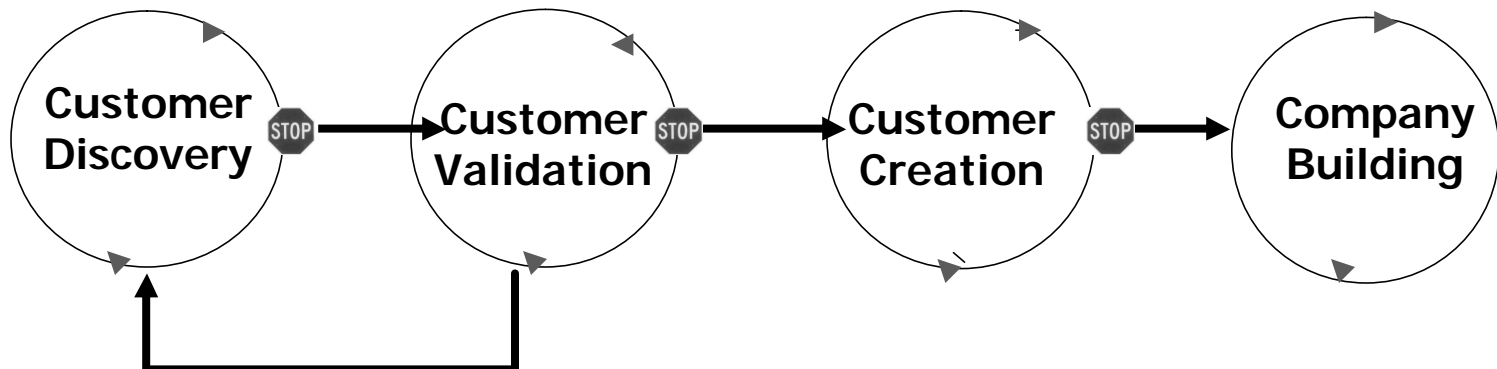 Customer
Discovery
STOP
Customer
Validation
STOP
Customer
Creation
STOP
Company
Building